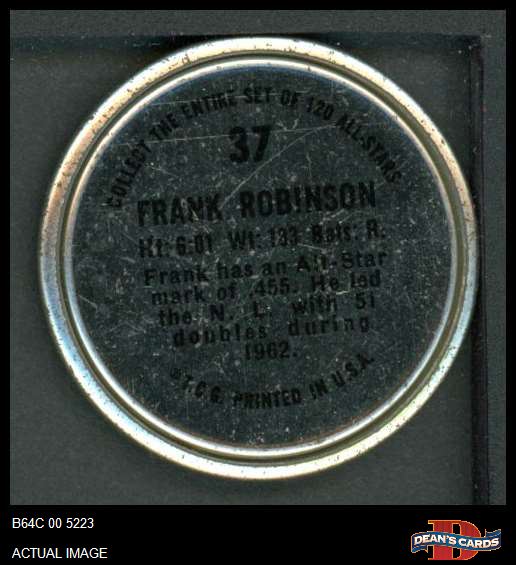 COLLECT THE ENTIRE SET OF 120 ALL-STARS
37
FRANK ROBINSON
Ht: 6:01 Wt: 133 Bats: R.
Frank has an All-Star
mark of .455. He led
the N. L. with 51
doubles during
1962.
© T.C.G. PRINTED IN U.S.A.
B64C 00 5223
ACTUAL IMAGE
D
DEAN'S CARDS